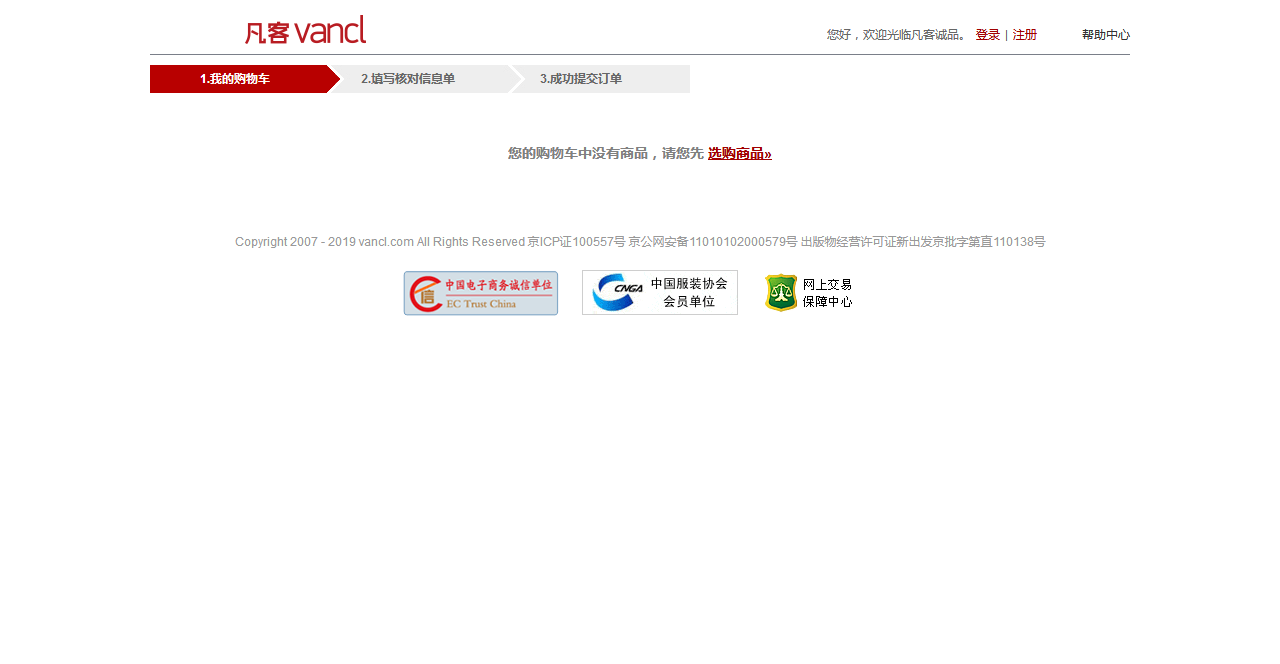 凡客 vancl
您好，欢迎光临凡客诚品。 登录 | 注册 帮助中心
1.我的购物车 2.填写核对信息单 3.成功提交订单
您的购物车中没有商品，请您先 选购商品»
Copyright 2007 - 2019 vancl.com All Rights Reserved 京ICP证100557号 京公网安备11010102000579号 出版物经营许可证新出发京批字第直110138号
信 中国电子商务诚信单位
EC Trust China
CNGA 中国服装协会
会员单位
网上交易
保障中心